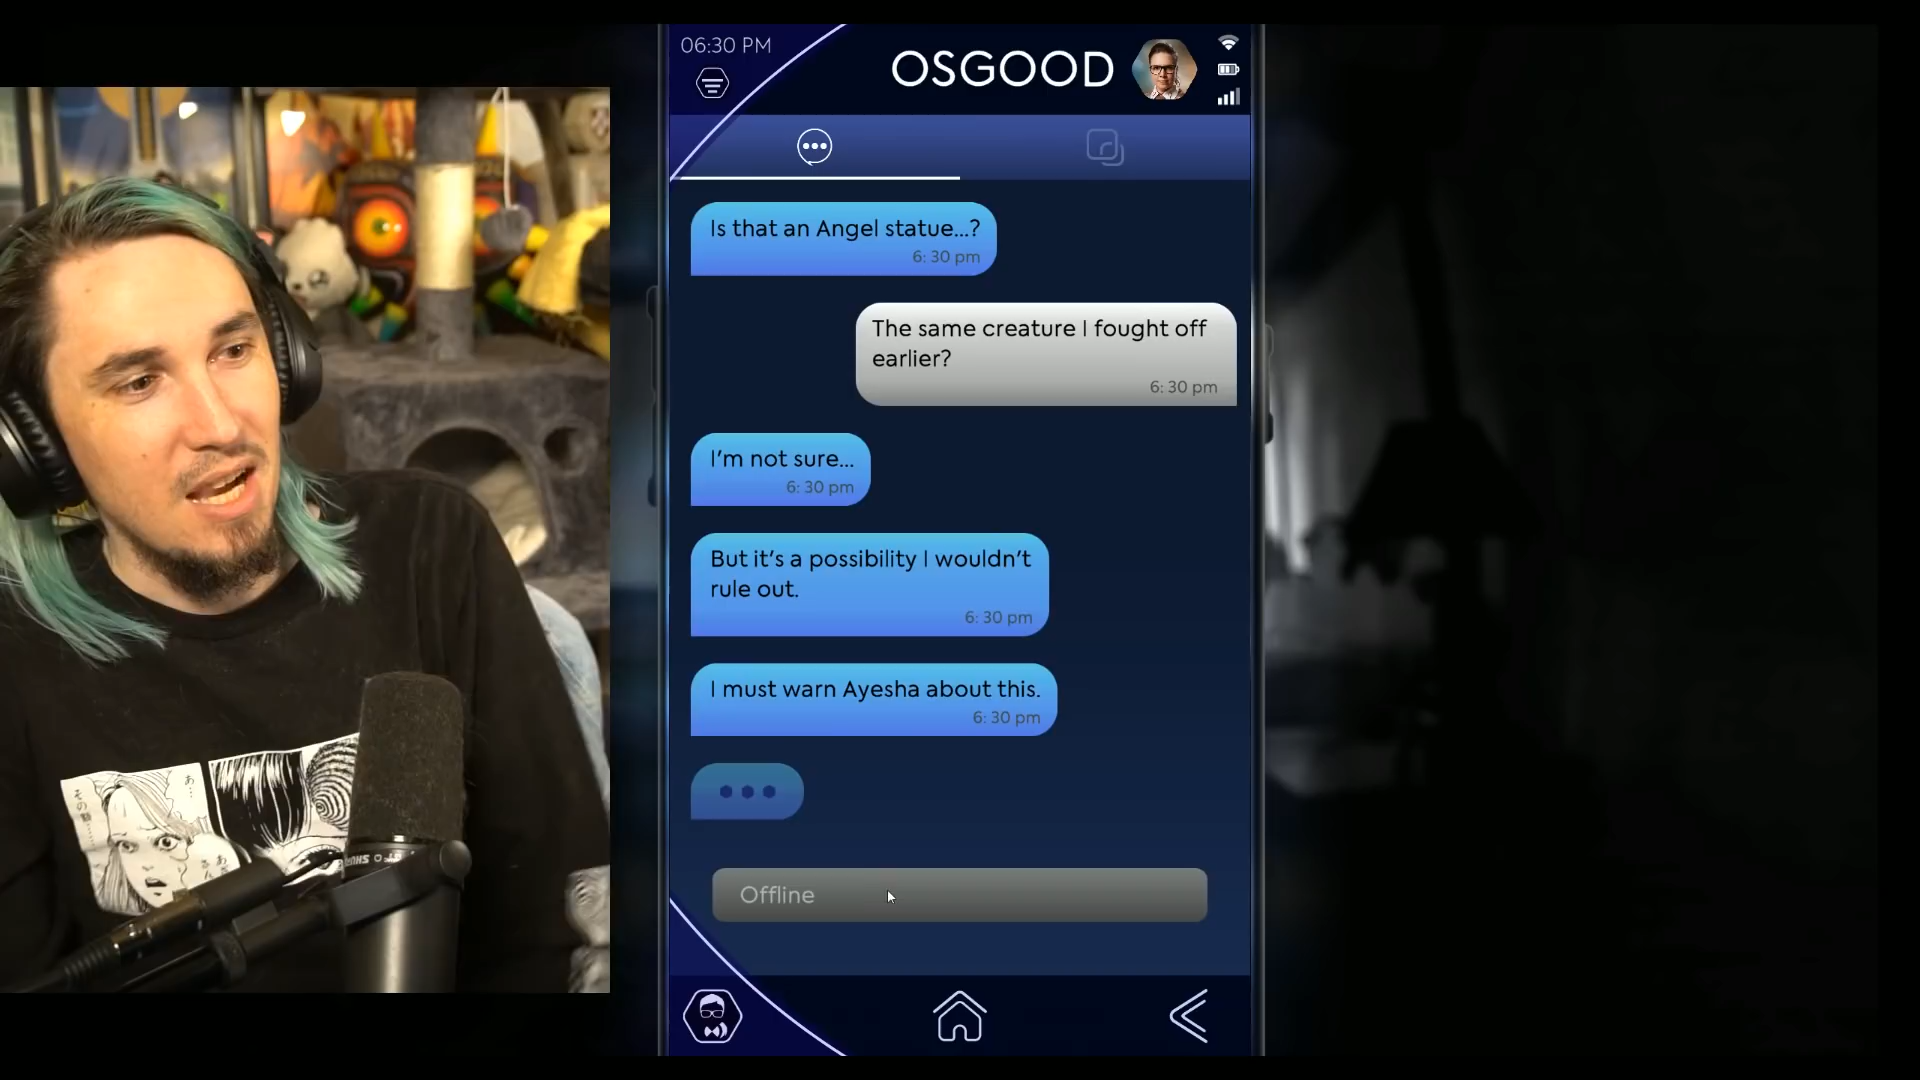 06:30 PM
OSGOOD
Is that an Angel statue...?
6:30 pm
The same creature I fought off
earlier?
6:30 pm
I'm not sure...
6:30 pm
But it's a possibility I wouldn't
rule out.
6:30 pm
I must warn Ayesha about this.
6:30 pm
Offline